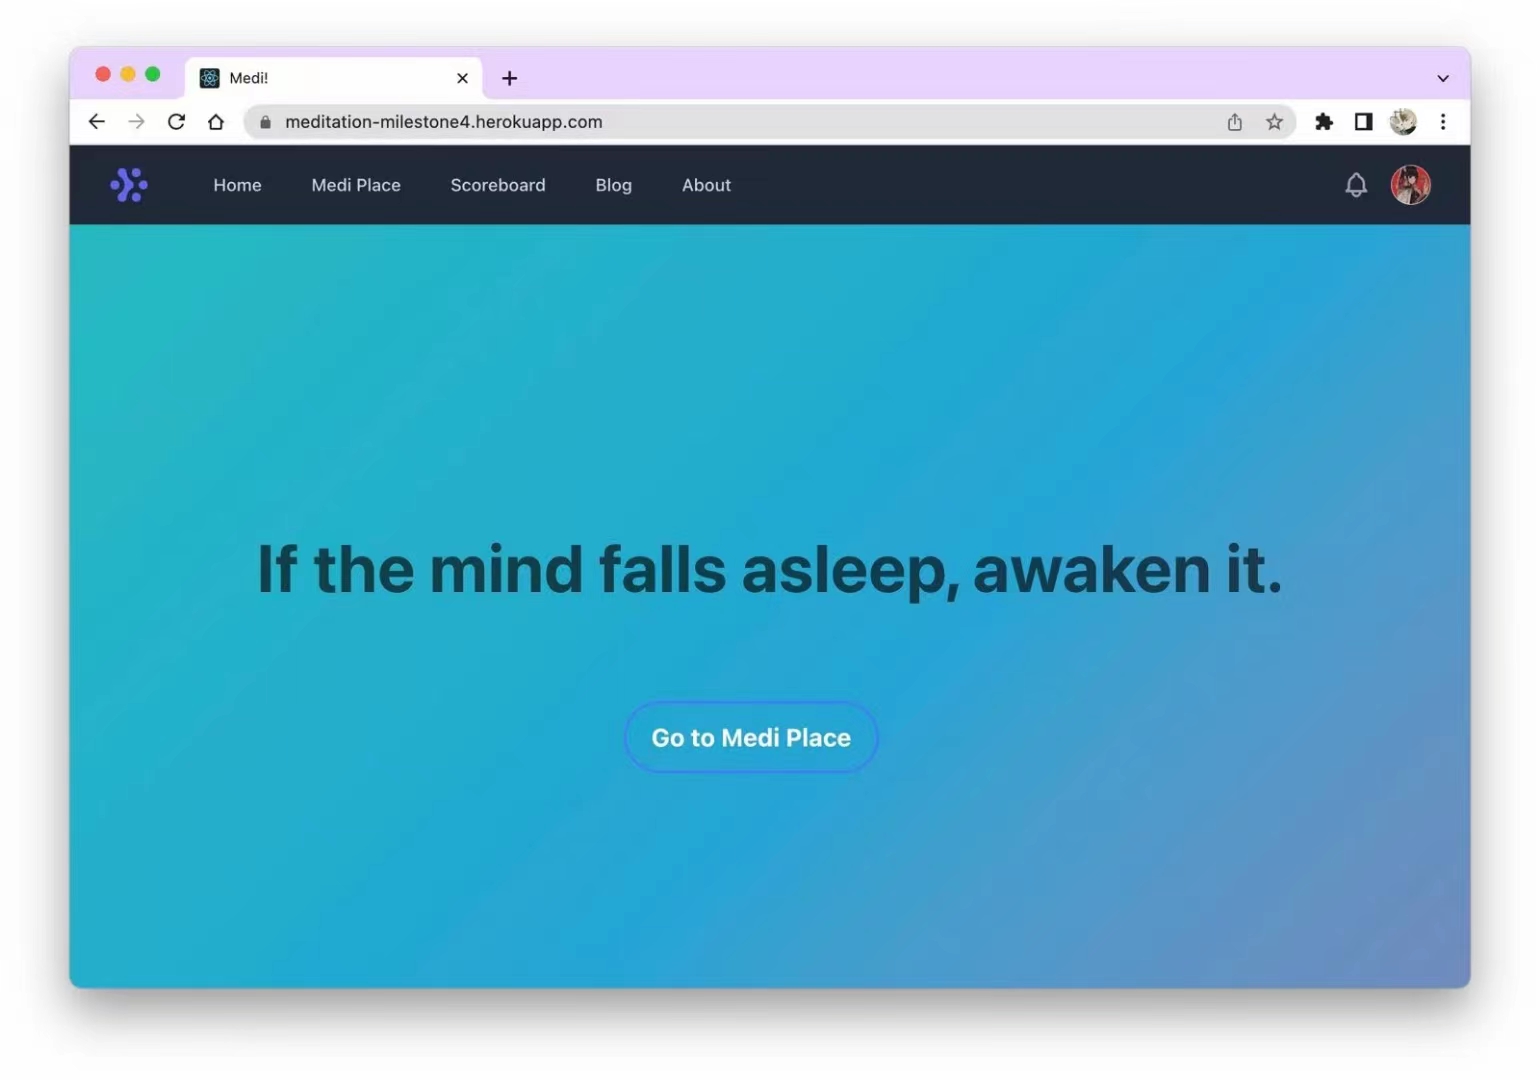 Medi!
meditation-milestone4.herokuapp.com
Home Medi Place Scoreboard Blog About
If the mind falls asleep, awaken it.
Go to Medi Place